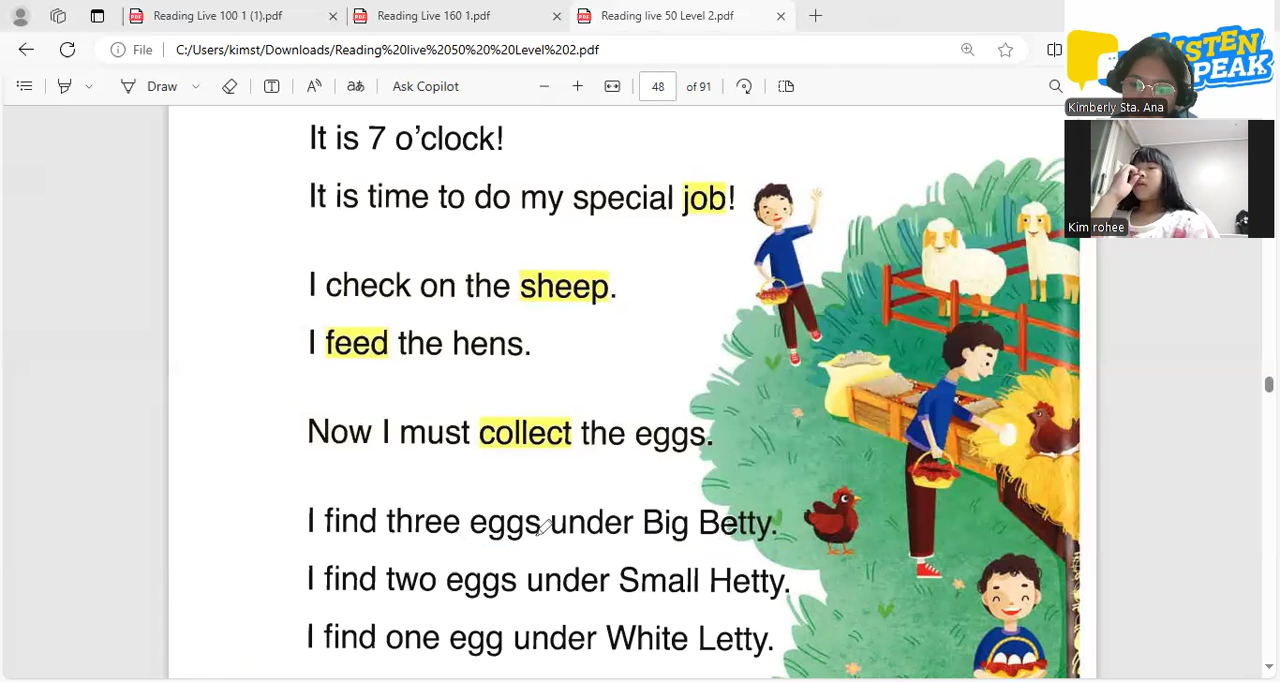 Reading Live 100 1 (1).pdf
Reading Live 160 1.pdf
Reading live 50 Level 2.pdf
File
C:/Users/kimst/Downloads/Reading%20live%2050%20%20Level%202.pdf
Draw
Ask Copilot
48 of 91
LISTEN
SPEAK
Kimberly Sta. Ana
Kim rohee
It is 7 o'clock!
It is time to do my special job!
I check on the sheep.
I feed the hens.
Now I must collect the eggs.
I find three eggs under Big Betty.
I find two eggs under Small Hetty.
I find one egg under White Letty.